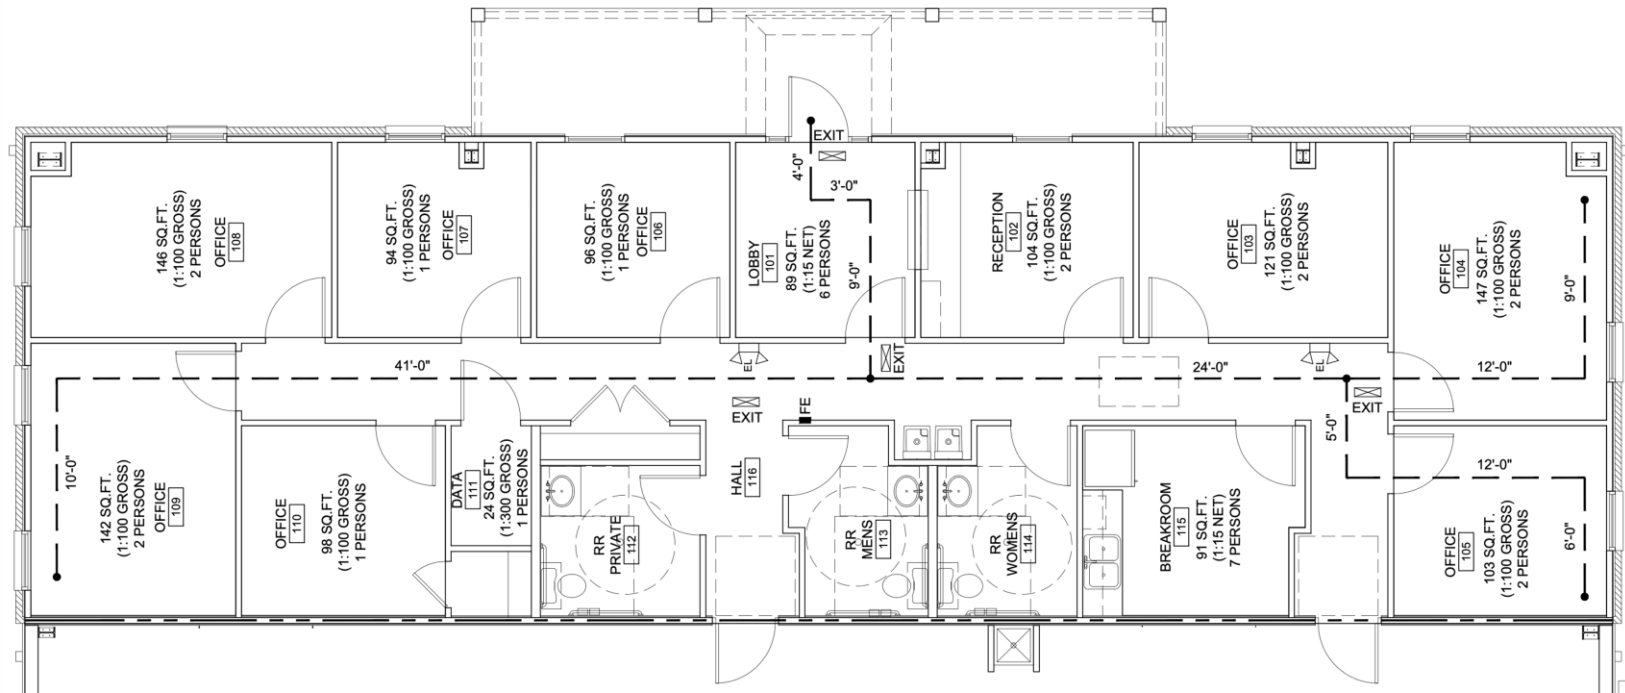 EXIT
4'-0"
3'-0"
146 SQ.FT.
(1:100 GROSS)
2 PERSONS
OFFICE
108
94 SQ.FT.
(1:100 GROSS)
1 PERSONS
OFFICE
107
96 SQ.FT.
(1:100 GROSS)
1 PERSONS
OFFICE
106
LOBBY
101
89 SQ.FT.
(1:15 NET)
6 PERSONS
9'-0"
RECEPTION
102
104 SQ.FT.
(1:100 GROSS)
2 PERSONS
OFFICE
103
121 SQ.FT.
(1:100 GROSS)
2 PERSONS
OFFICE
104
147 SQ.FT.
(1:100 GROSS)
2 PERSONS
9'-0"
41'-0"
EL
EXIT
24'-0"
EL
12'-0"
EXIT
FE
EXIT
5'-0"
10'-0"
142 SQ.FT.
(1:100 GROSS)
2 PERSONS
OFFICE
109
OFFICE
110
98 SQ.FT.
(1:100 GROSS)
1 PERSONS
DATA
111
24 SQ.FT.
(1:300 GROSS)
1 PERSONS
RR
PRIVATE
112
HALL
116
RR
MENS
113
RR
WOMENS
114
BREAKROOM
115
91 SQ.FT.
(1:15 NET)
7 PERSONS
12'-0"
OFFICE
105
103 SQ.FT.
(1:100 GROSS)
2 PERSONS
6'-0"